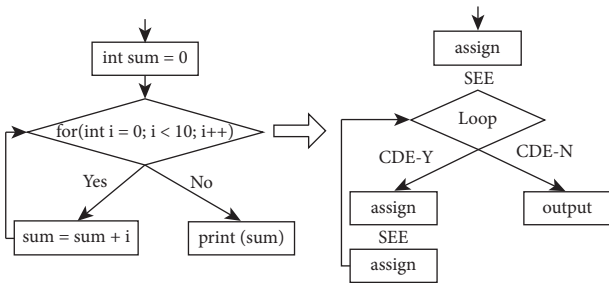 int sum = 0
for(int i = 0; i < 10; i++)
Yes
No
sum = sum + i
print (sum)
assign
SEE
Loop
CDE-Y
CDE-N
assign
output
SEE
assign